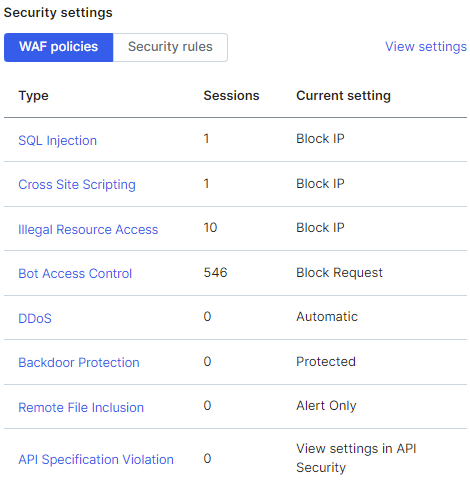 Security settings
WAF policies Security rules View settings
Type Sessions Current setting
SQL Injection 1 Block IP
Cross Site Scripting 1 Block IP
Illegal Resource Access 10 Block IP
Bot Access Control 546 Block Request
DDoS 0 Automatic
Backdoor Protection 0 Protected
Remote File Inclusion 0 Alert Only
API Specification Violation 0 View settings in API
Security